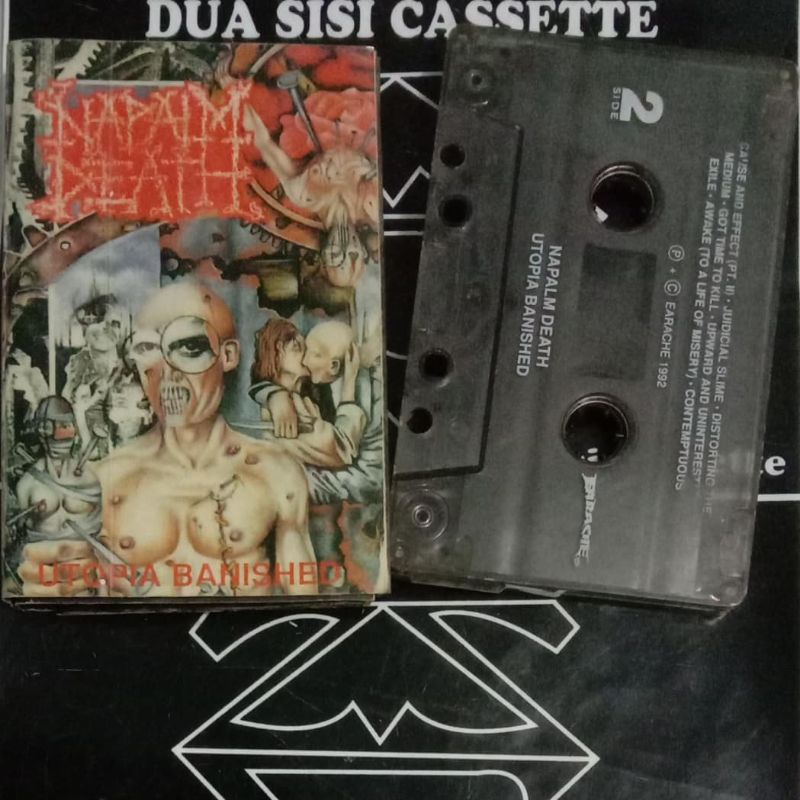 DUA SISI CASSETTE
NAPALM
DEATH
UTOPIA BANISHED
2
SIDE
CAUSE AND EFFECT (PT. II) • JUDICIAL SLIME • DISTORTING THE
MEDIUM • GOT TIME TO KILL • UPWARD AND UNINTEREST
EXILE • AWAKE (TO A LIFE OF MISERY) • CONTEMPTUOUS
Ⓟ + © EARACHE 1992
NAPALM DEATH
UTOPIA BANISHED
EARACHE
e